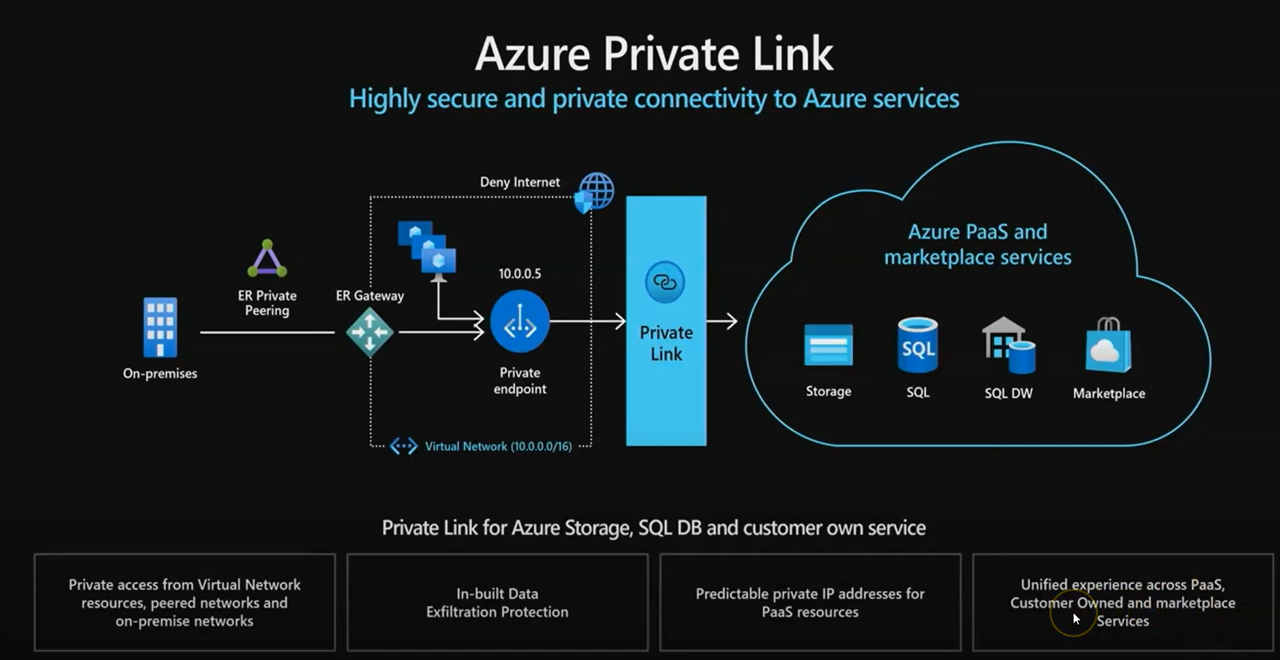 Azure Private Link
Highly secure and private connectivity to Azure services
Deny Internet
Azure PaaS and
marketplace services
10.0.0.5
ER Private
Peering
ER Gateway
Private
Link
SQL
On-premises
Private
endpoint
Storage
SQL
SQL DW
Marketplace
Virtual Network (10.0.0.0/16)
Private Link for Azure Storage, SQL DB and customer own service
Private access from Virtual Network
resources, peered networks and
on-premise networks
In-built Data
Exfiltration Protection
Predictable private IP addresses for
PaaS resources
Unified experience across PaaS,
Customer Owned and marketplace
Services